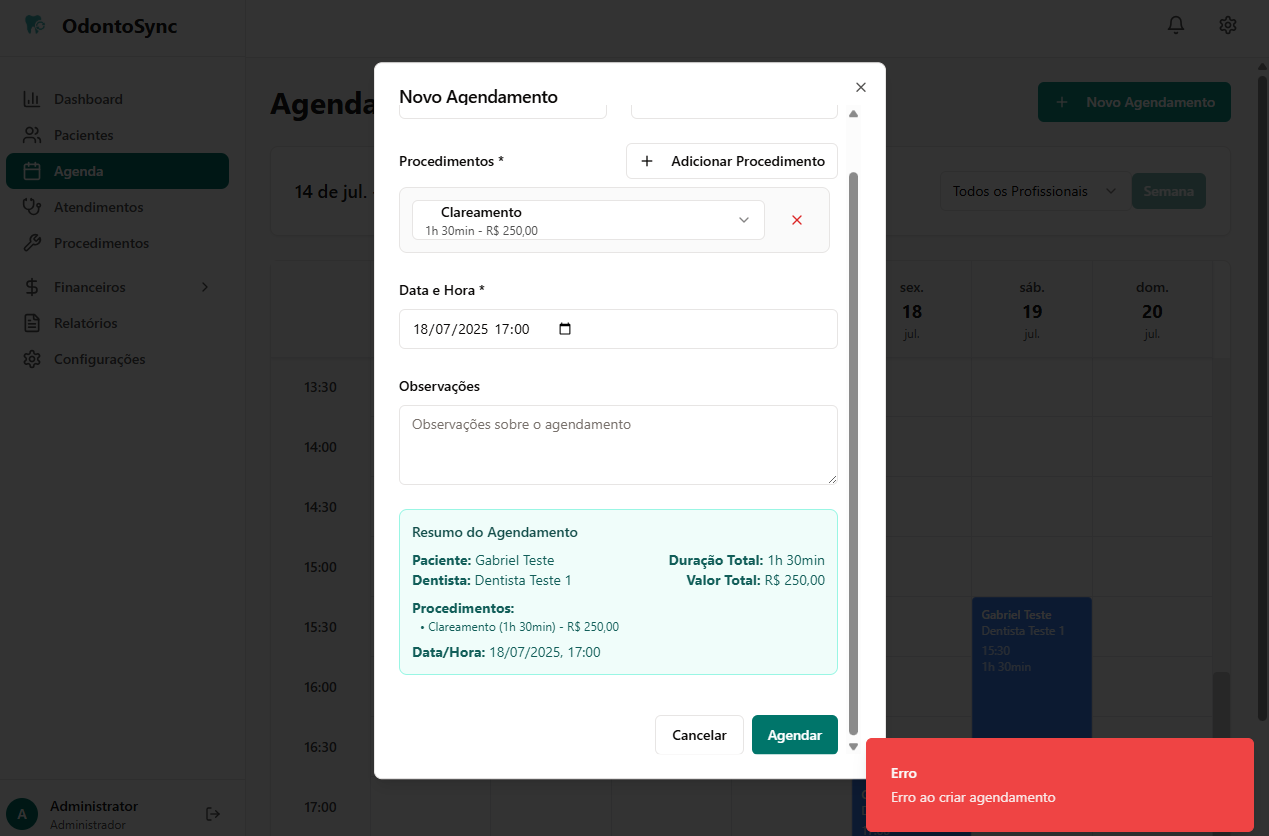 OdontoSync
Dashboard
Pacientes
Agenda
Atendimentos
Procedimentos
Financeiros
Relatórios
Configurações
A
Administrator
Administrador
Agenda
Novo Agendamento
14 de jul.
Todos os Profissionais
Semana
sex.
18
jul.
sáb.
19
jul.
dom.
20
jul.
13:30
14:00
14:30
15:00
15:30
16:00
16:30
17:00
Gabriel Teste
Dentista Teste 1
15:30
1h 30min
Novo Agendamento
Procedimentos *
Adicionar Procedimento
Clareamento
1h 30min - R$ 250,00
Data e Hora *
18/07/2025 17:00
Observações
Observações sobre o agendamento
Resumo do Agendamento
Paciente: Gabriel Teste
Duração Total: 1h 30min
Dentista: Dentista Teste 1
Valor Total: R$ 250,00
Procedimentos:
• Clareamento (1h 30min) - R$ 250,00
Data/Hora: 18/07/2025, 17:00
Cancelar
Agendar
Erro
Erro ao criar agendamento